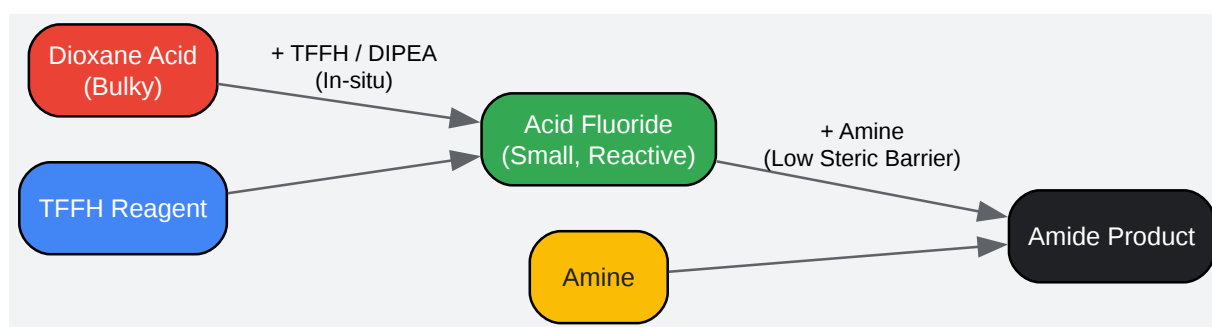 Dioxane Acid
(Bulky)
+ TFFH / DIPEA
(In-situ)
TFFH Reagent
Acid Fluoride
(Small, Reactive)
+ Amine
(Low Steric Barrier)
Amine
Amide Product